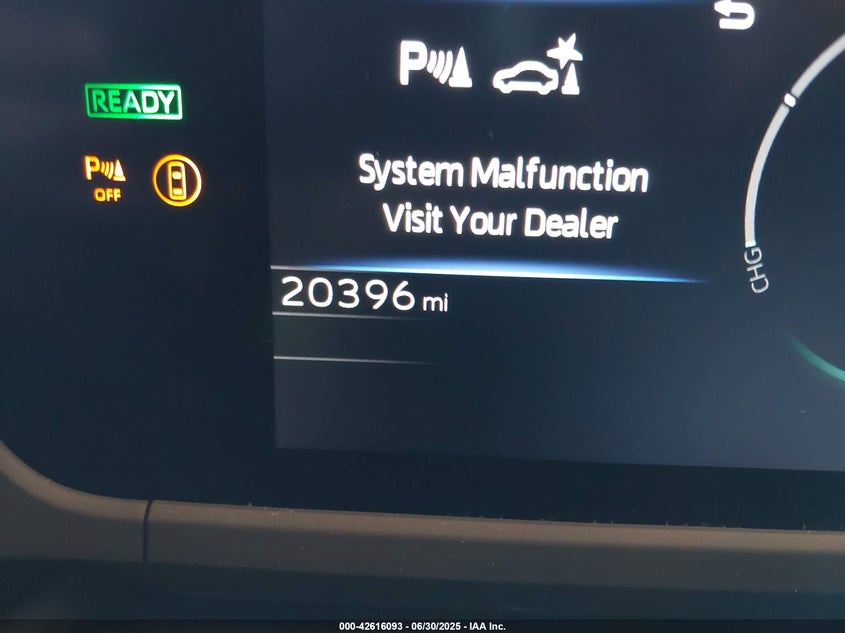 READY
P
OFF
P
System Malfunction
Visit Your Dealer
20396 mi
CHG
000-42616093 - 06/30/2025 - IAA Inc.